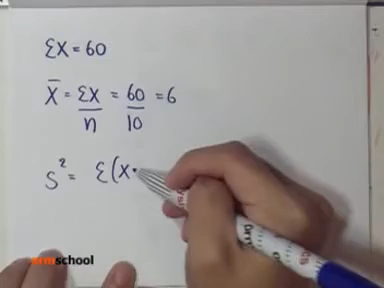 ΣX = 60
X̄ = ΣX/n = 60/10 = 6
S² = Σ(X
school